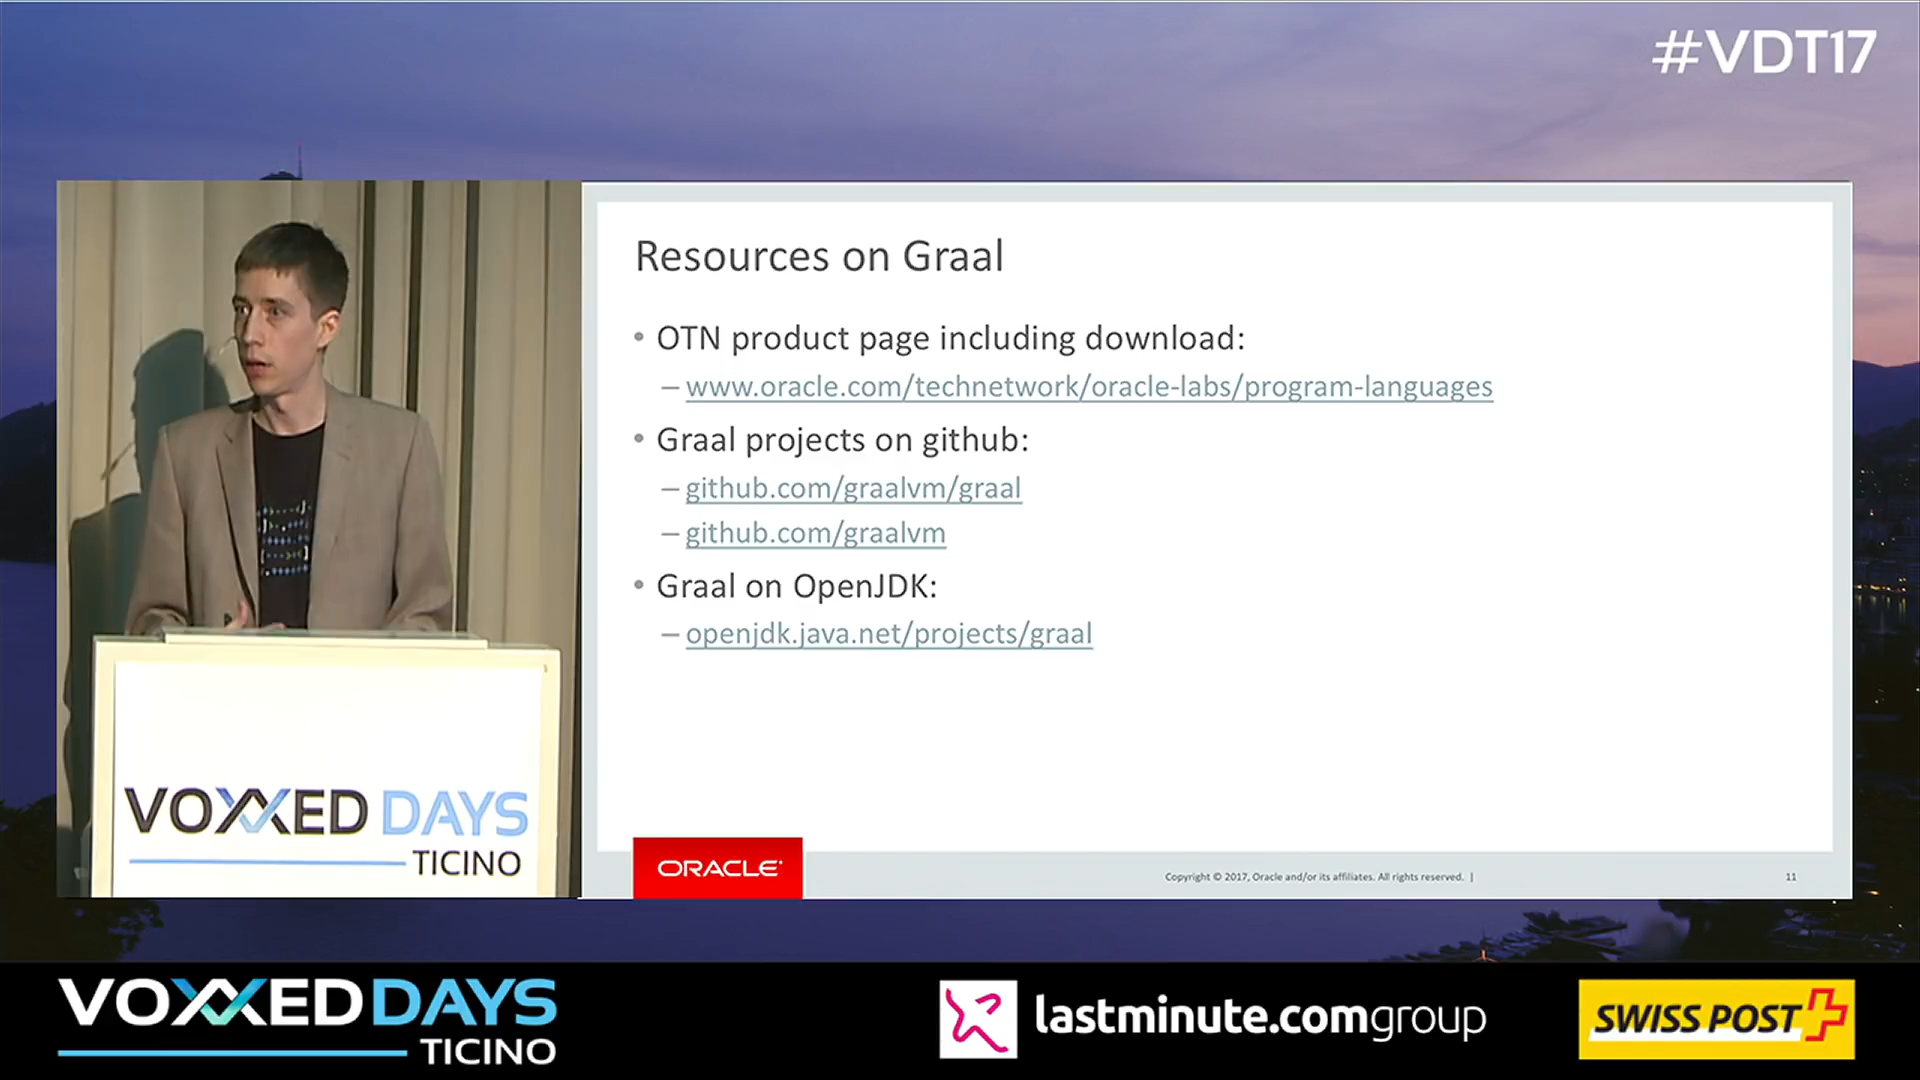 #VDT17
Resources on Graal
• OTN product page including download:
– www.oracle.com/technetwork/oracle-labs/program-languages
• Graal projects on github:
– github.com/graalvm/graal
– github.com/graalvm
• Graal on OpenJDK:
– openjdk.java.net/projects/graal
ORACLE
Copyright © 2017, Oracle and/or its affiliates. All rights reserved. |
11
VOXXED DAYS
TICINO
VOXXED DAYS
TICINO
lastminute.comgroup
SWISS POST